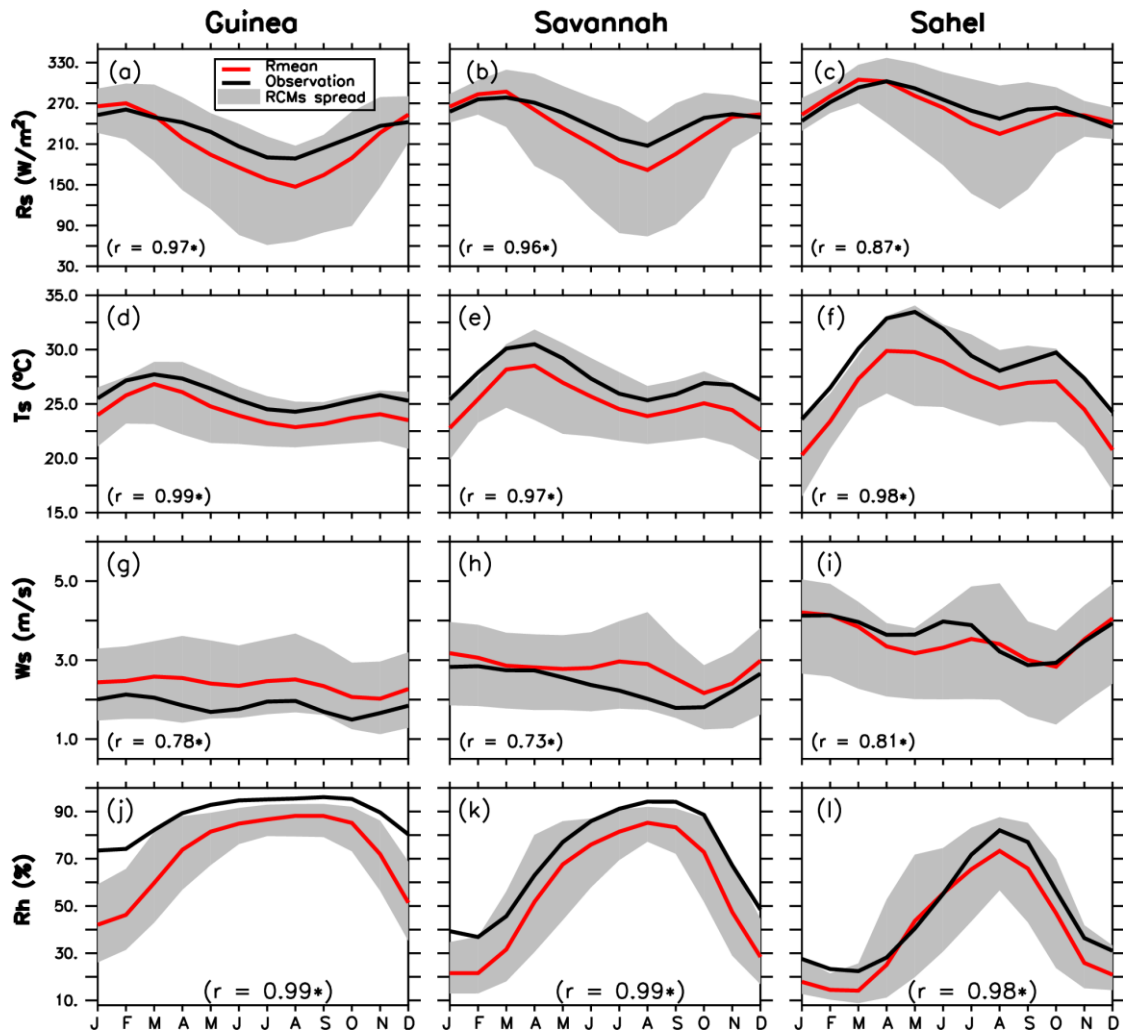 Guinea Savannah Sahel
Rs (W/m²)
330.
270.
210.
150.
90.
30.
(a)
Rmean
Observation
RCMs spread
(r = 0.97*)
(b)
(r = 0.96*)
(c)
(r = 0.87*)
Ts (ºC)
35.0
30.0
25.0
20.0
15.0
(d)
(r = 0.99*)
(e)
(r = 0.97*)
(f)
(r = 0.98*)
Ws (m/s)
5.0
3.0
1.0
(g)
(r = 0.78*)
(h)
(r = 0.73*)
(i)
(r = 0.81*)
Rh (%)
90.
70.
50.
30.
10.
(j)
(r = 0.99*)
(k)
(r = 0.99*)
(l)
(r = 0.98*)
J F M A M J J A S O N D
J F M A M J J A S O N D
J F M A M J J A S O N D